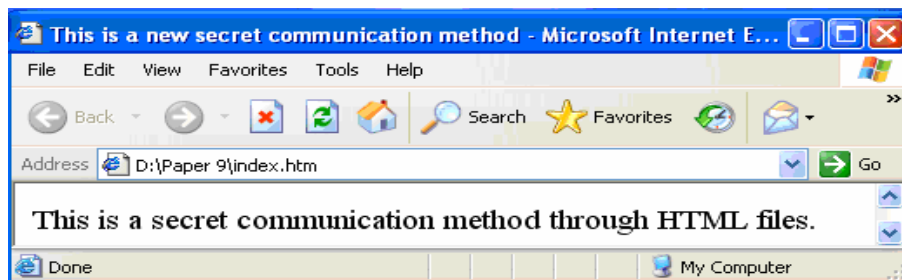 This is a new secret communication method - Microsoft Internet E...
File Edit View Favorites Tools Help
Back Search Favorites »
Address D:\Paper 9\index.htm Go
This is a secret communication method through HTML files.
Done My Computer